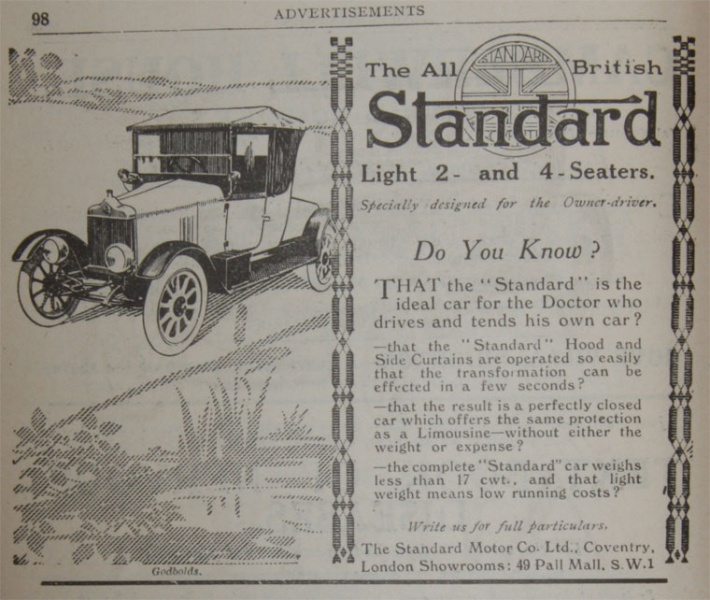 98
ADVERTISEMENTS
STANDARD
The All British
Standard
Light 2- and 4-Seaters.
Specially designed for the Owner-driver.
Do You Know?
THAT the "Standard" is the
ideal car for the Doctor who
drives and tends his own car?
—that the "Standard" Hood and
Side Curtains are operated so easily
that the transformation can be
effected in a few seconds?
—that the result is a perfectly closed
car which offers the same protection
as a Limousine—without either the
weight or expense?
—the complete "Standard" car weighs
less than 17 cwt., and that light
weight means low running costs?
Write us for full particulars.
The Standard Motor Co. Ltd., Coventry,
London Showrooms: 49 Pall Mall, S.W.1
Godbolds.